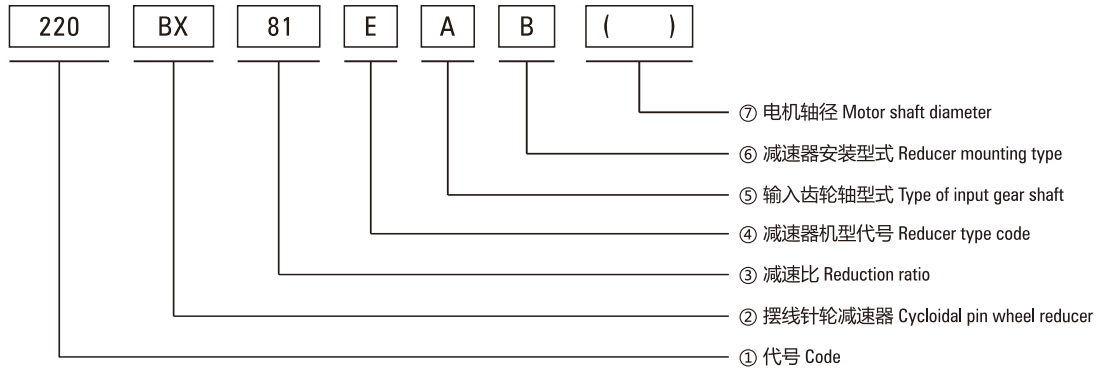 220 BX 81 E A B ( )
⑦ 电机轴径 Motor shaft diameter
⑥ 减速器安装型式 Reducer mounting type
⑤ 输入齿轮轴型式 Type of input gear shaft
④ 减速器机型代号 Reducer type code
③ 减速比 Reduction ratio
② 摆线针轮减速器 Cycloidal pin wheel reducer
① 代号 Code